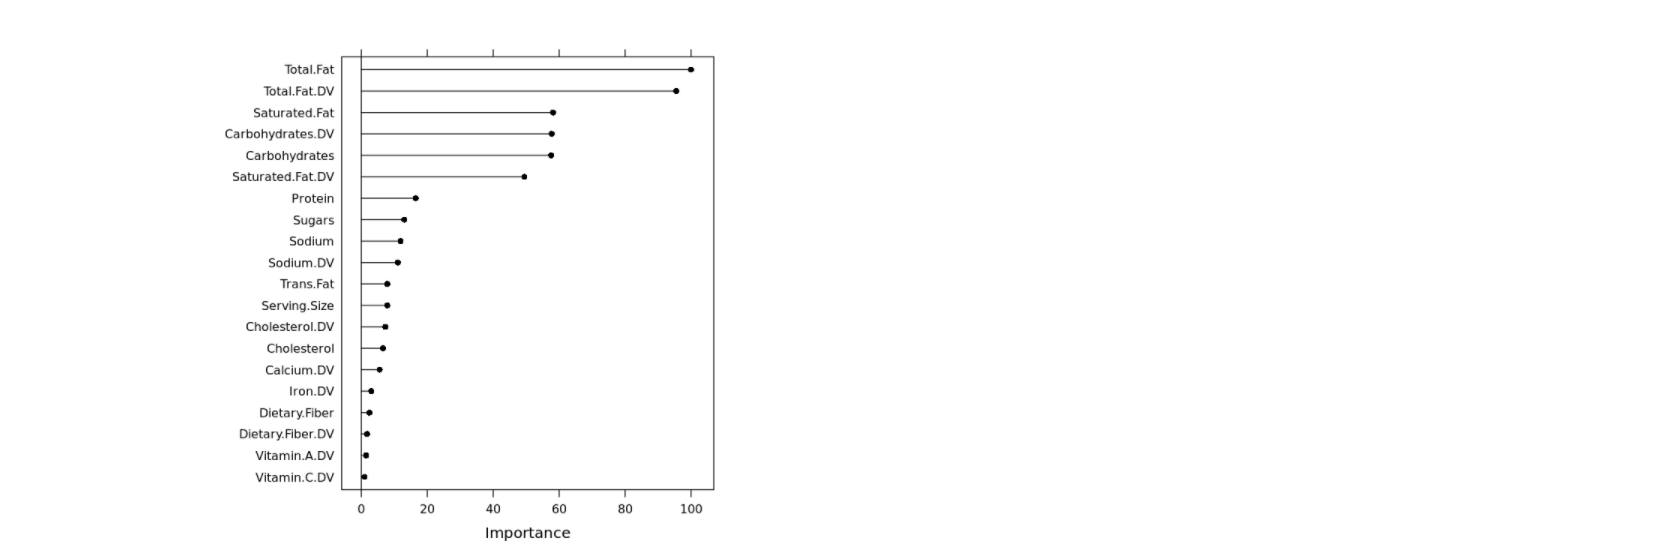 Total.Fat
Total.Fat.DV
Saturated.Fat
Carbohydrates.DV
Carbohydrates
Saturated.Fat.DV
Protein
Sugars
Sodium
Sodium.DV
Trans.Fat
Serving.Size
Cholesterol.DV
Cholesterol
Calcium.DV
Iron.DV
Dietary.Fiber
Dietary.Fiber.DV
Vitamin.A.DV
Vitamin.C.DV
0 20 40 60 80 100
Importance